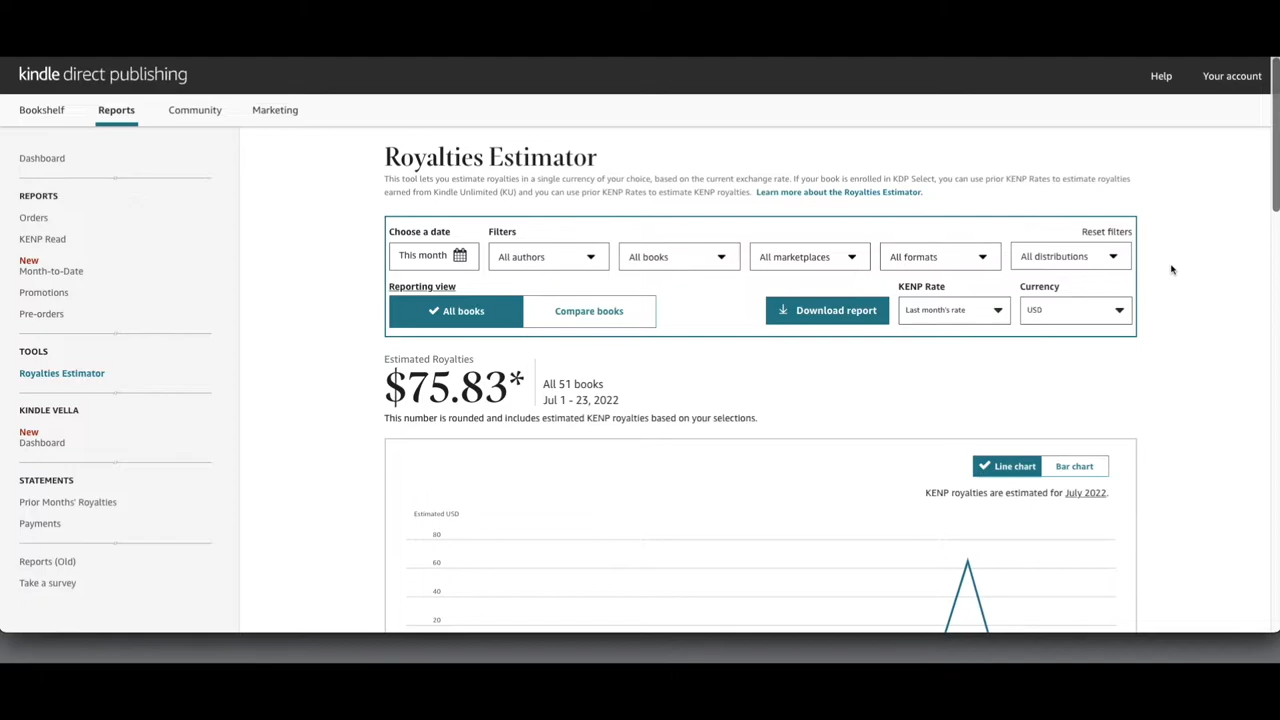 kindle direct publishing
Help
Your account
Bookshelf
Reports
Community
Marketing
Dashboard
REPORTS
Orders
KENP Read
New
Month-to-Date
Promotions
Pre-orders
TOOLS
Royalties Estimator
KINDLE VELLA
New
Dashboard
STATEMENTS
Prior Months' Royalties
Payments
Reports (Old)
Take a survey
Royalties Estimator
This tool lets you estimate royalties in a single currency of your choice, based on the current exchange rate. If your book is enrolled in KDP Select, you can use prior KENP Rates to estimate royalties
earned from Kindle Unlimited (KU) and you can use prior KENP Rates to estimate KENP royalties. Learn more about the Royalties Estimator.
Choose a date
Filters
Reset filters
This month
All authors
All books
All marketplaces
All formats
All distributions
Reporting view
KENP Rate
Currency
All books
Compare books
Download report
Last month's rate
USD
Estimated Royalties
$75.83*
All 51 books
Jul 1 - 23, 2022
This number is rounded and includes estimated KENP royalties based on your selections.
Line chart
Bar chart
KENP royalties are estimated for July 2022.
Estimated USD
80
60
40
20